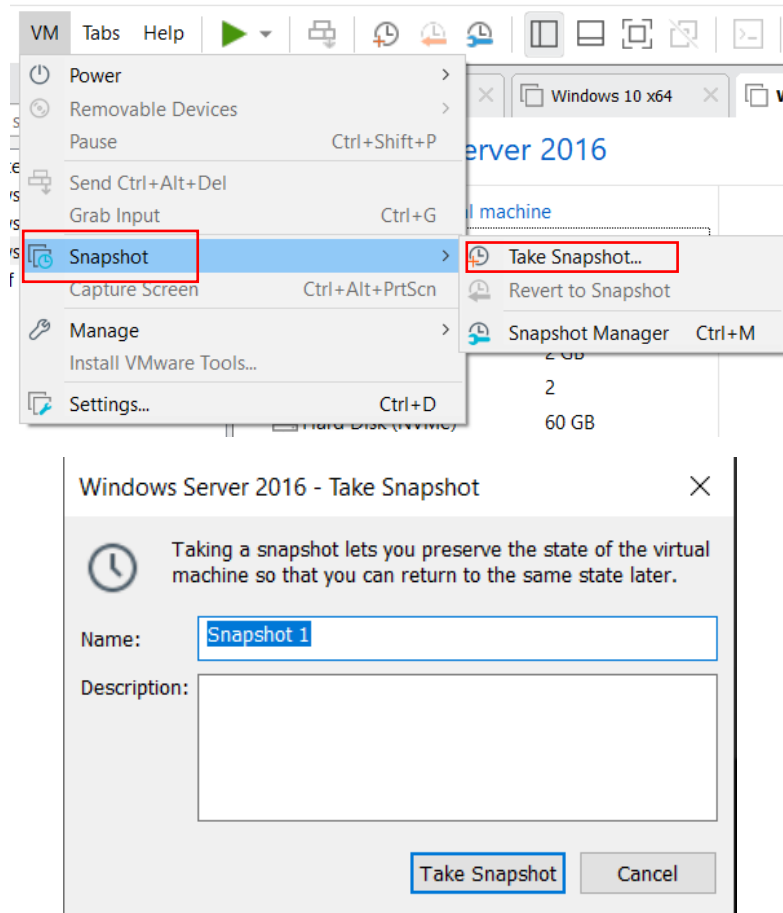 VM Tabs Help
Power
Windows 10 x64
Removable Devices
Pause Ctrl+Shift+P
erver 2016
Send Ctrl+Alt+Del
Grab Input Ctrl+G
machine
Snapshot
Take Snapshot...
Capture Screen Ctrl+Alt+PrtScn
Revert to Snapshot
Manage
Snapshot Manager Ctrl+M
Install VMware Tools...
2 GB
2
Settings... Ctrl+D
Hard Disk (NVMe) 60 GB
Windows Server 2016 - Take Snapshot
Taking a snapshot lets you preserve the state of the virtual
machine so that you can return to the same state later.
Name: Snapshot 1
Description:
Take Snapshot Cancel